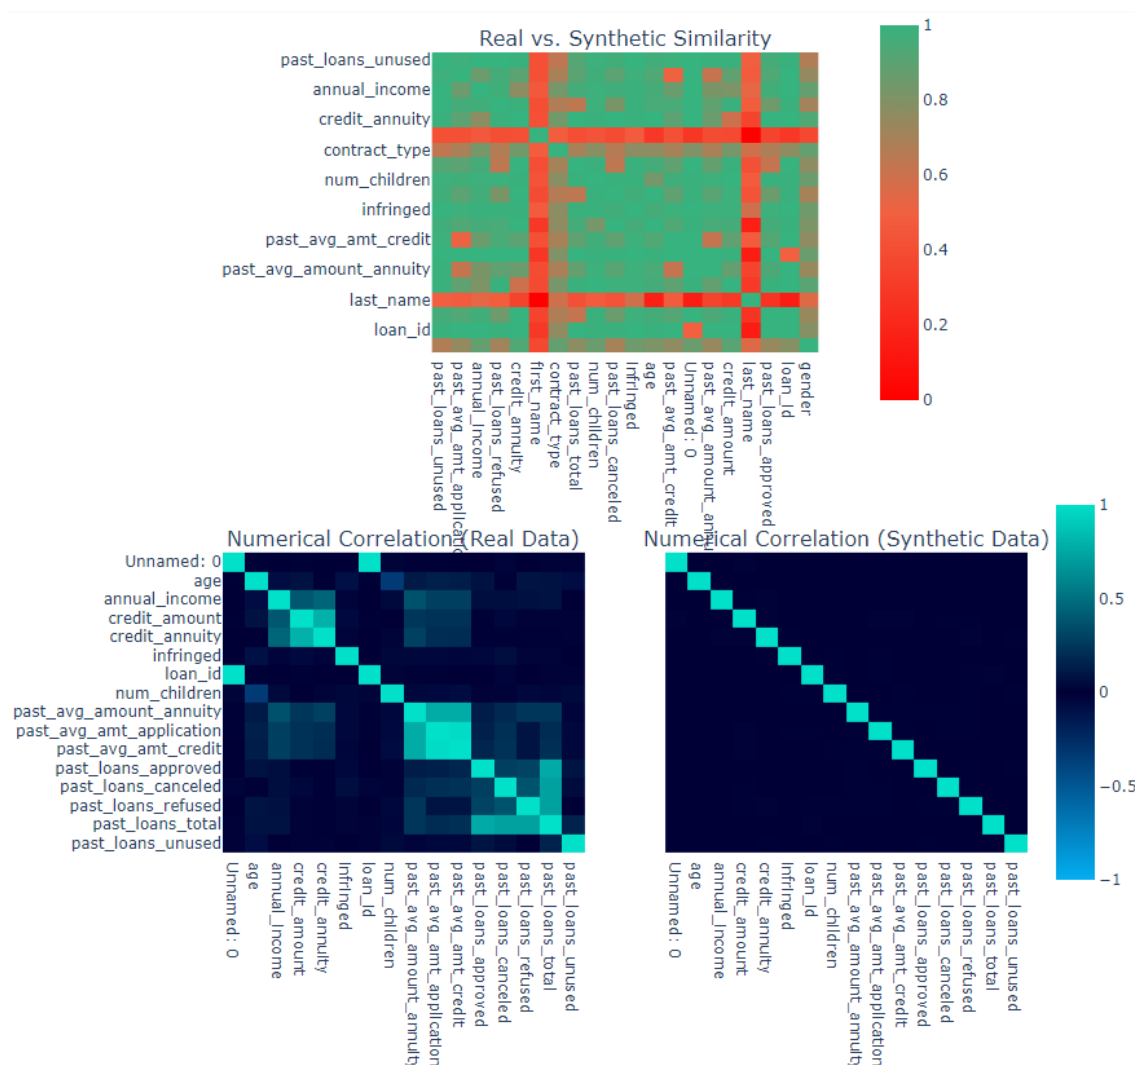 Real vs. Synthetic Similarity
past_loans_unused
annual_income
credit_annuity
contract_type
num_children
infringed
past_avg_amt_credit
past_avg_amount_annuity
last_name
loan_id
past_loans_unused
past_avg_amt_application
annual_income
past_loans_refused
credit_annuity
first_name
contract_type
past_loans_total
num_children
past_loans_canceled
infringed
age
past_avg_amt_credit
Unnamed: 0
past_avg_amount_annu
credit_amount
last_name
past_loans_approved
loan_id
gender
1
0.8
0.6
0.4
0.2
0
Numerical Correlation (Real Data)
Unnamed: 0
age
annual_income
credit_amount
credit_annuity
infringed
loan_id
num_children
past_avg_amount_annuity
past_avg_amt_application
past_avg_amt_credit
past_loans_approved
past_loans_canceled
past_loans_refused
past_loans_total
past_loans_unused
Unnamed: 0
age
annual_income
credit_amount
credit_annuity
infringed
loan_id
num_children
past_avg_amount_annuity
past_avg_amt_application
past_avg_amt_credit
past_loans_approved
past_loans_canceled
past_loans_refused
past_loans_total
past_loans_unused
Numerical Correlation (Synthetic Data)
Unnamed: 0
age
annual_income
credit_amount
credit_annuity
infringed
loan_id
num_children
past_avg_amount_annuity
past_avg_amt_application
past_avg_amt_credit
past_loans_approved
past_loans_canceled
past_loans_refused
past_loans_total
past_loans_unused
1
0.5
0
−0.5
−1